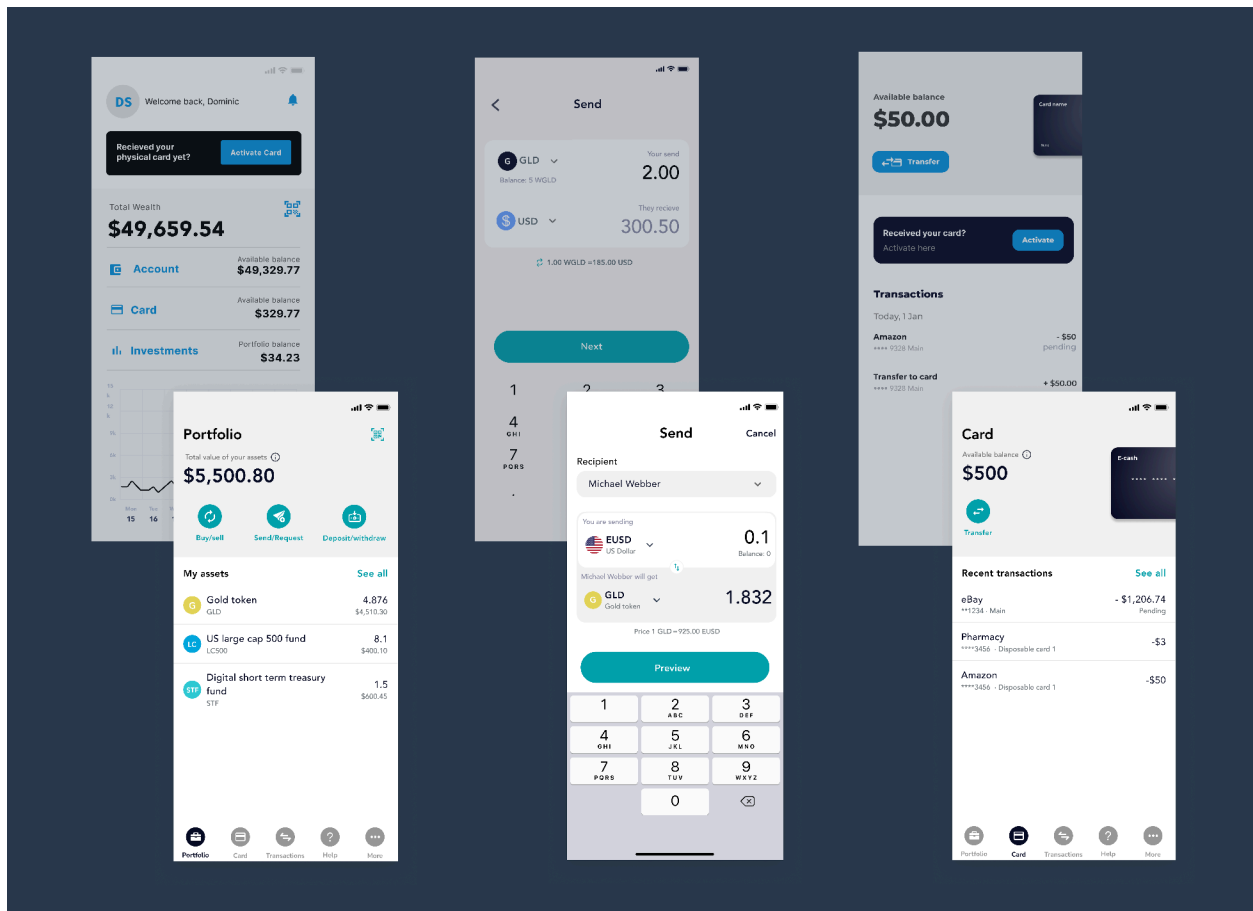 DS
Welcome back, Dominic
Recieved your
physical card yet?
Activate Card
Total Wealth
$49,659.54
Account
Available balance
$49,329.77
Card
Available balance
$329.77
Investments
Portfolio balance
$34.23
Mon
Tue
15
16
Send
G
GLD
Balance: 5 WGLD
Your send
2.00
$
USD
They recieve
300.50
1.00 WGLD =185.00 USD
Next
1
2
3
4
GHI
7
PQRS
.
Available balance
$50.00
Transfer
Card name
Received your card?
Activate here
Activate
Transactions
Today, 1 Jan
Amazon
- $50
**** 9328 Main
pending
Transfer to card
+ $50.00
**** 9328 Main
Portfolio
Total value of your assets
$5,500.80
Buy/sell
Send/Request
Deposit/withdraw
My assets
See all
G
Gold token
4.876
GLD
$4,510.30
LC
US large cap 500 fund
8.1
LC500
$400.10
STF
Digital short term treasury
fund
1.5
STF
$600.45
Portfolio
Card
Transactions
Help
More
Send
Cancel
Recipient
Michael Webber
You are sending
EUSD
US Dollar
0.1
Balance: 0
Michael Webber will got
G
GLD
Gold token
1.832
Price 1 GLD = 925.00 EUSD
Preview
1
2
ABC
3
DEF
4
GHI
5
JKL
6
MNO
7
PQRS
8
TUV
9
WXYZ
0
Card
Available balance
$500
E-cash
**** ****
Transfer
Recent transactions
See all
eBay
- $1,206.74
**1234 · Main
Pending
Pharmacy
-$3
****3456 · Disposable card 1
Amazon
-$50
****3456 · Disposable card 1
Portfolio
Card
Transactions
Help
More